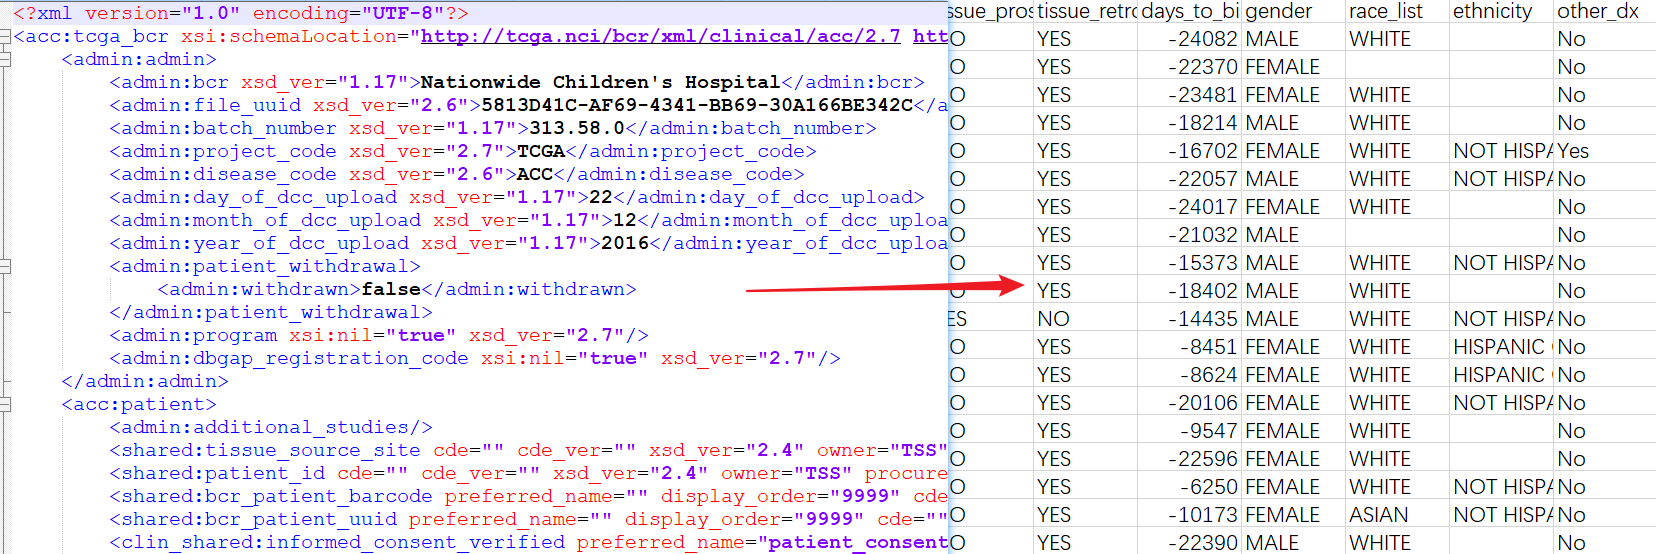 <?xml version="1.0" encoding="UTF-8"?>
<acc:tcga_bcr xsi:schemaLocation="http://tcga.nci/bcr/xml/clinical/acc/2.7 htt
<admin:admin>
<admin:bcr xsd_ver="1.17">Nationwide Children's Hospital</admin:bcr>
<admin:file_uuid xsd_ver="2.6">5813D41C-AF69-4341-BB69-30A166BE342C</a
<admin:batch_number xsd_ver="1.17">313.58.0</admin:batch_number>
<admin:project_code xsd_ver="2.7">TCGA</admin:project_code>
<admin:disease_code xsd_ver="2.6">ACC</admin:disease_code>
<admin:day_of_dcc_upload xsd_ver="1.17">22</admin:day_of_dcc_upload>
<admin:month_of_dcc_upload xsd_ver="1.17">12</admin:month_of_dcc_uploa
<admin:year_of_dcc_upload xsd_ver="1.17">2016</admin:year_of_dcc_uploa
<admin:patient_withdrawal>
<admin:withdrawn>false</admin:withdrawn>
</admin:patient_withdrawal>
<admin:program xsi:nil="true" xsd_ver="2.7"/>
<admin:dbgap_registration_code xsi:nil="true" xsd_ver="2.7"/>
</admin:admin>
<acc:patient>
<admin:additional_studies/>
<shared:tissue_source_site cde="" cde_ver="" xsd_ver="2.4" owner="TSS"
<shared:patient_id cde="" cde_ver="" xsd_ver="2.4" owner="TSS" procure
<shared:bcr_patient_barcode preferred_name="" display_order="9999" cde
<shared:bcr_patient_uuid preferred_name="" display_order="9999" cde=""
<clin_shared:informed_consent_verified preferred_name="patient_consent
ssue_pros tissue_retro days_to_bi gender race_list ethnicity other_dx
O YES -24082 MALE WHITE No
O YES -22370 FEMALE No
O YES -23481 FEMALE WHITE No
O YES -18214 MALE WHITE No
O YES -16702 FEMALE WHITE NOT HISPA Yes
O YES -22057 MALE WHITE NOT HISPA No
O YES -24017 FEMALE WHITE No
O YES -21032 MALE No
O YES -15373 MALE WHITE NOT HISPA No
O YES -18402 MALE WHITE No
ES NO -14435 MALE WHITE NOT HISPA No
O YES -8451 FEMALE WHITE HISPANIC No
O YES -8624 FEMALE WHITE HISPANIC No
O YES -20106 FEMALE WHITE NOT HISPA No
O YES -9547 FEMALE WHITE No
O YES -22596 FEMALE WHITE No
O YES -6250 FEMALE WHITE NOT HISPA No
O YES -10173 FEMALE ASIAN NOT HISPA No
O YES -22390 MALE WHITE No